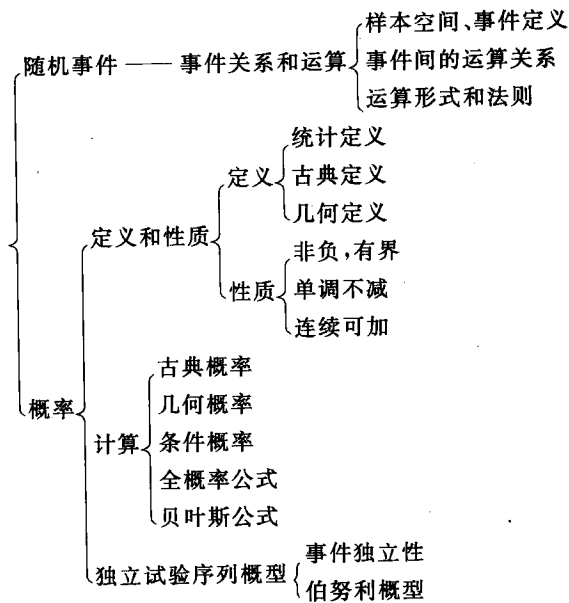 样本空间、事件定义
随机事件 —— 事件关系和运算
事件间的运算关系
运算形式和法则
统计定义
定义
古典定义
几何定义
定义和性质
非负,有界
性质
单调不减
连续可加
概率
古典概率
几何概率
计算
条件概率
全概率公式
贝叶斯公式
独立试验序列概型
事件独立性
伯努利概型